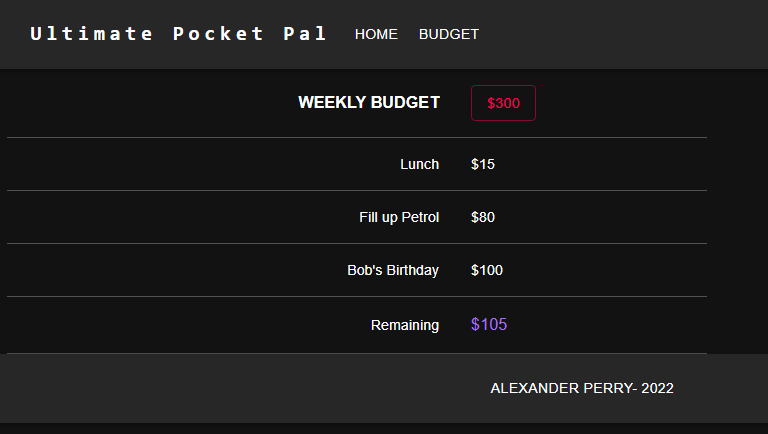 Ultimate Pocket Pal HOME BUDGET
WEEKLY BUDGET $300
Lunch $15
Fill up Petrol $80
Bob's Birthday $100
Remaining $105
ALEXANDER PERRY- 2022